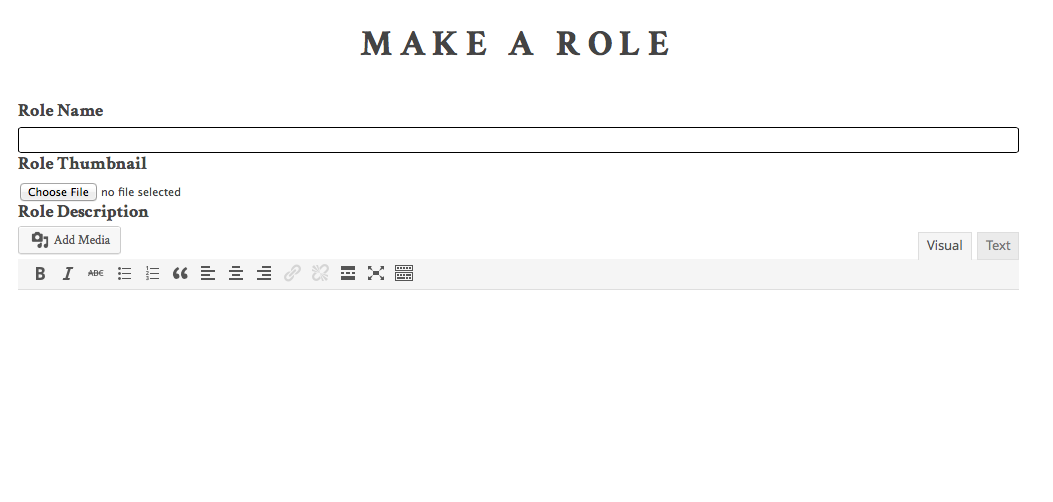 MAKE A ROLE
Role Name
Role Thumbnail
Choose File no file selected
Role Description
Add Media
Visual Text
B I ABC